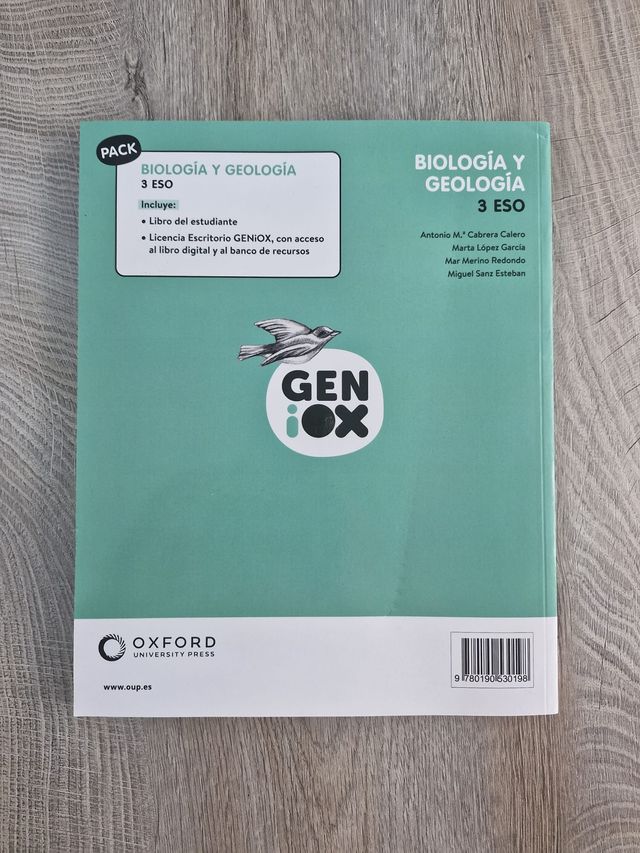 PACK
BIOLOGÍA Y GEOLOGÍA
3 ESO
Incluye:
• Libro del estudiante
• Licencia Escritorio GENiOX, con acceso
al libro digital y al banco de recursos
BIOLOGÍA Y
GEOLOGÍA
3 ESO
Antonio M.ª Cabrera Calero
Marta López García
Mar Merino Redondo
Miguel Sanz Esteban
GEN
iOX
OXFORD
UNIVERSITY PRESS
www.oup.es
9 780190 530198